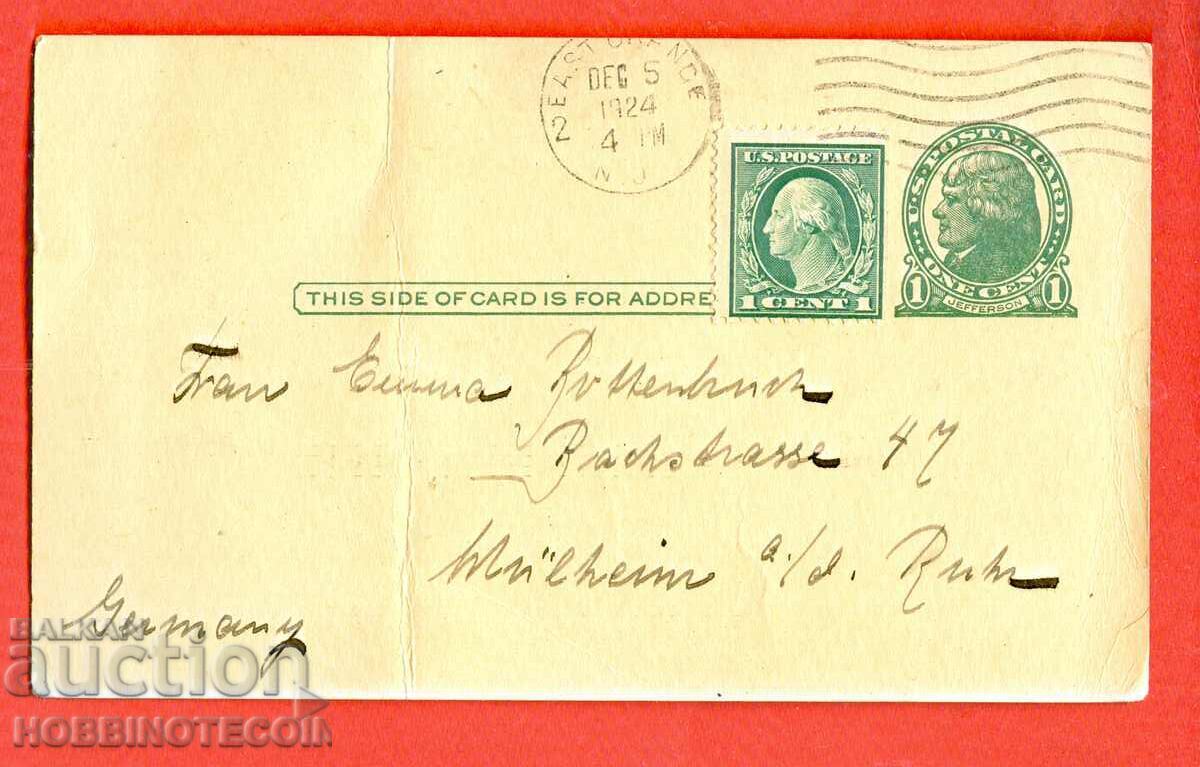 EAST ORANGE
DEC 5
1924
4 PM
N.J.
2
U.S. POSTAGE
1 CENT 1
U.S. POSTAL CARD
1 ONE CENT 1
JEFFERSON
THIS SIDE OF CARD IS FOR ADDRE
Frau Emma Rottenbruch
Bachstrasse 47
Mülheim a./d. Ruhr
Germany
BALKAN
auction
HOBBINOTECOIN